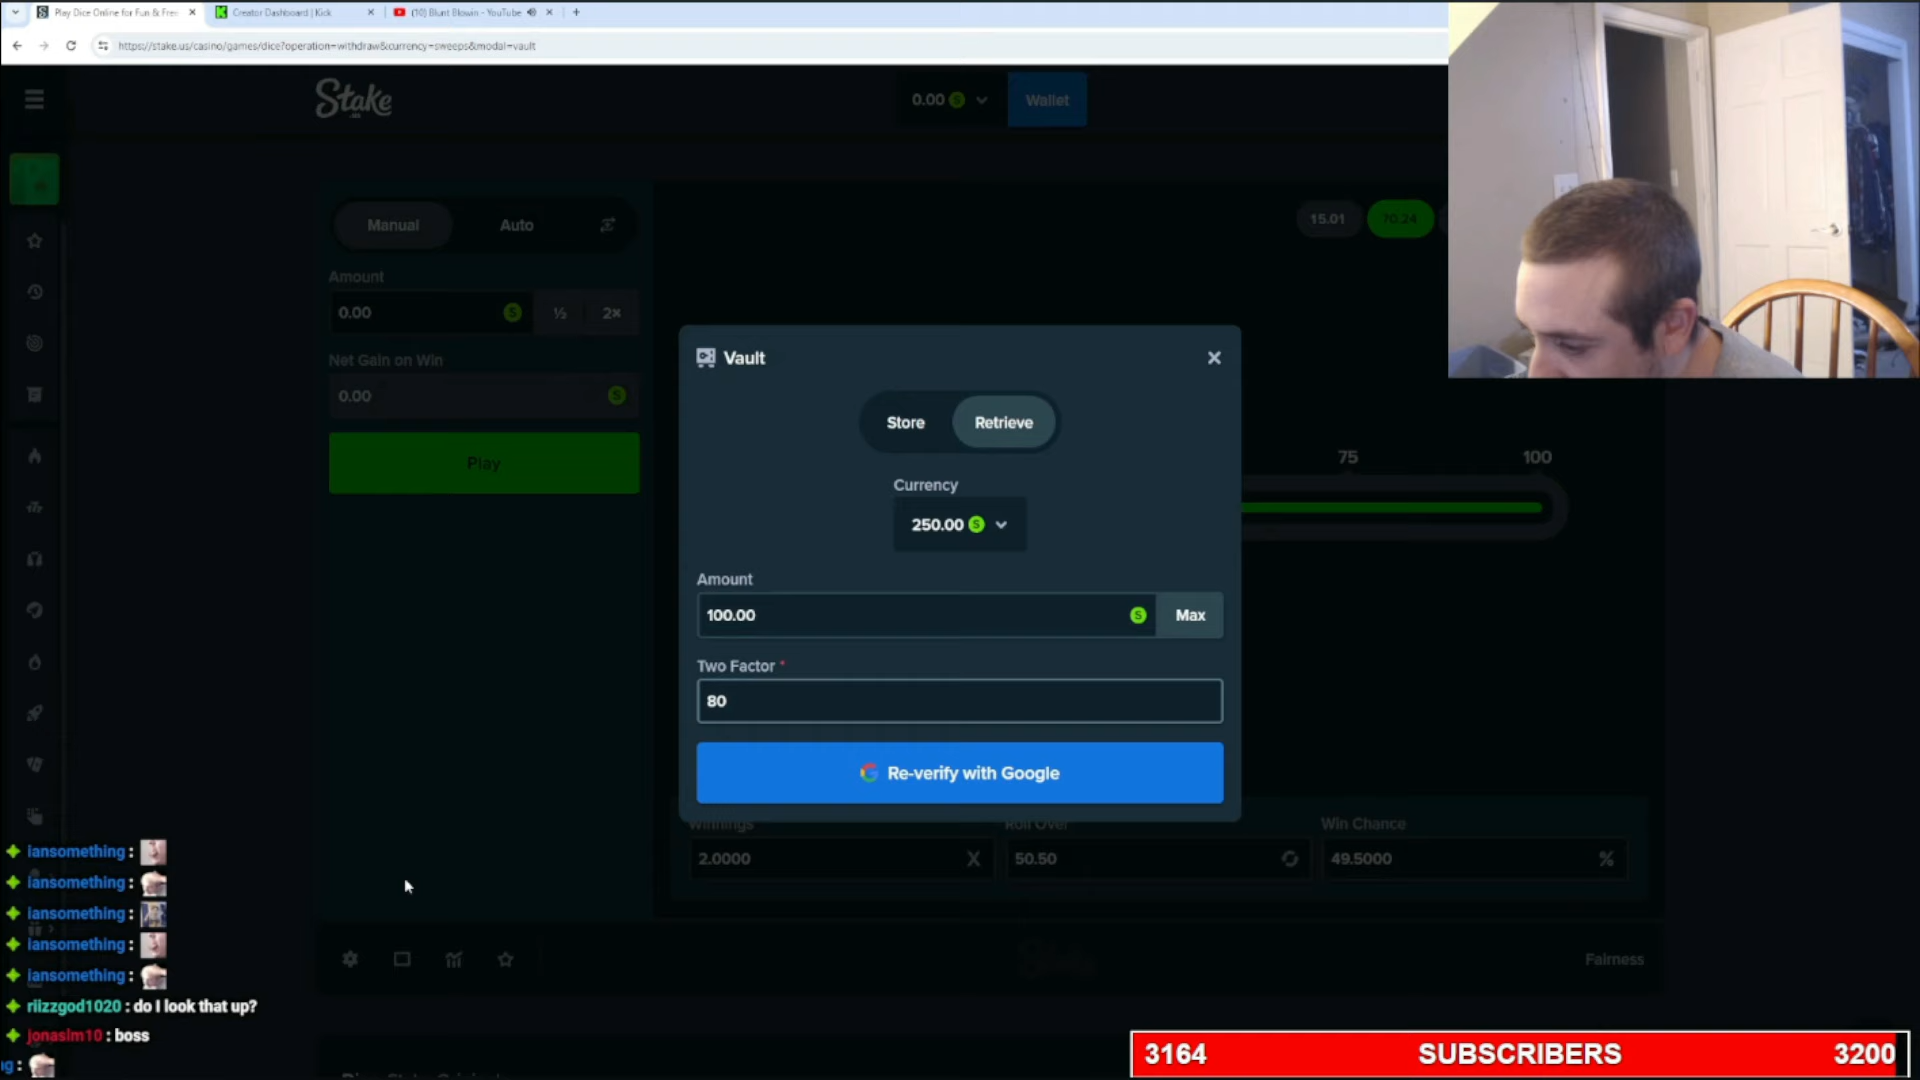 Play Dice Online for Fun & Free
Creator Dashboard | Kick
(10) Blunt Blowin - YouTube
https://stake.us/casino/games/dice?operation=withdraw&currency=sweeps&modal=vault
Stake
.US
0.00
Wallet
Manual
Auto
15.01
70.24
Amount
0.00
½
2×
Net Gain on Win
0.00
Play
Vault
Store
Retrieve
Currency
250.00
75
100
Amount
100.00
Max
Two Factor *
80
Re-verify with Google
Winnings
Roll Over
Win Chance
2.0000
50.50
49.5000
%
Fairness
iansomething :
iansomething :
iansomething :
iansomething :
iansomething :
riizzgod1020 : do I look that up?
jonaslm10 : boss
3164
SUBSCRIBERS
3200